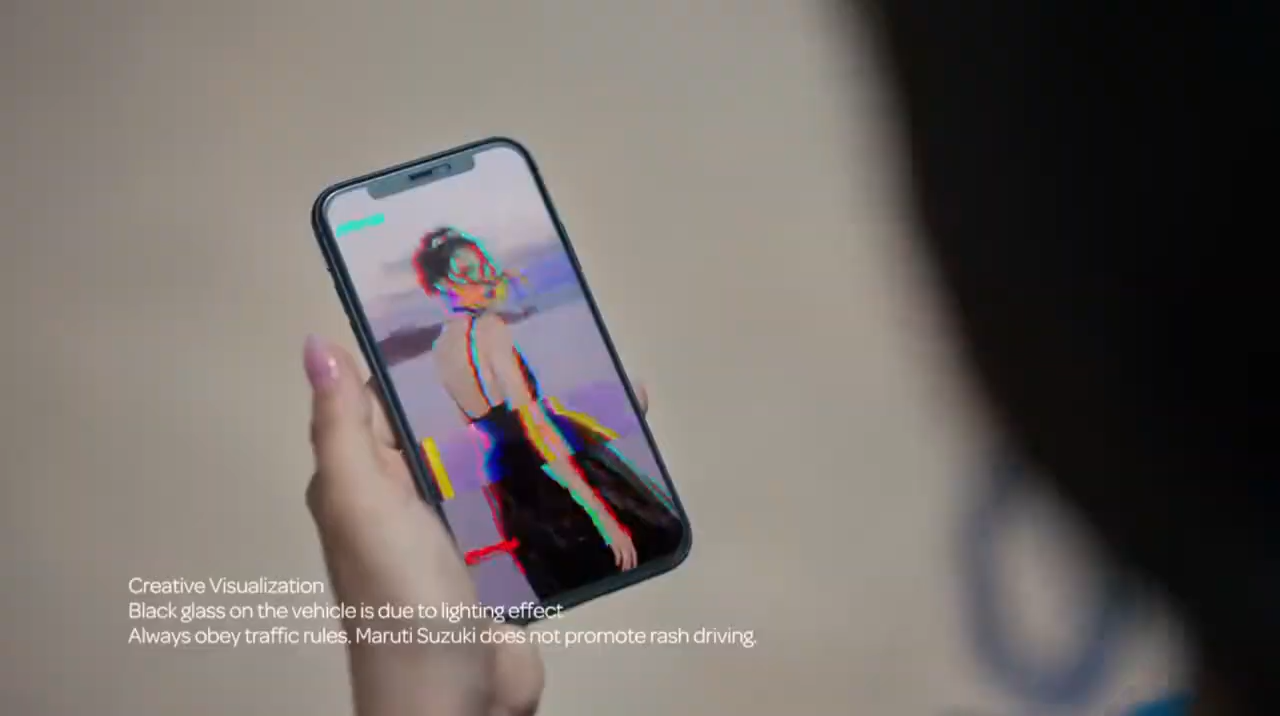 Creative Visualization
Black glass on the vehicle is due to lighting effect
Always obey traffic rules. Maruti Suzuki does not promote rash driving.